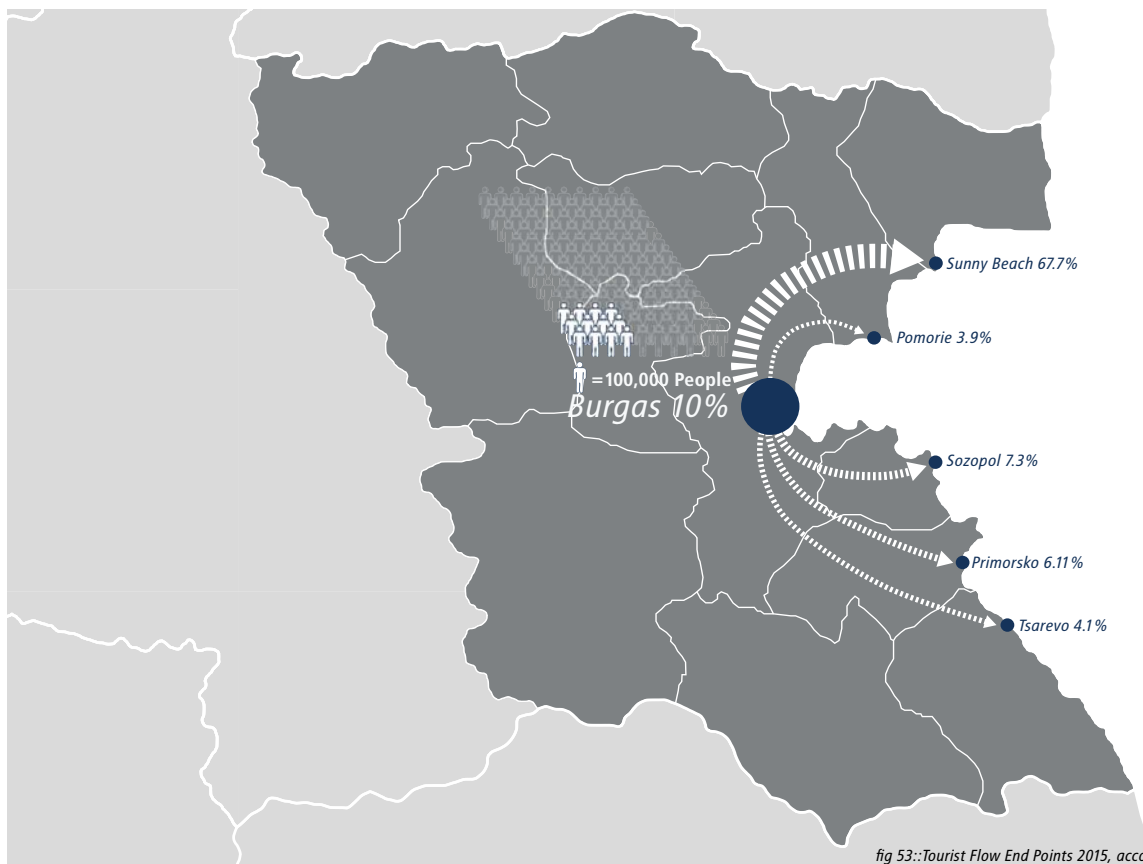 Sunny Beach 67.7%
Pomorie 3.9%
=100,000 People
Burgas 10%
Sozopol 7.3%
Primorsko 6.11%
Tsarevo 4.1%
fig 53::Tourist Flow End Points 2015, acco